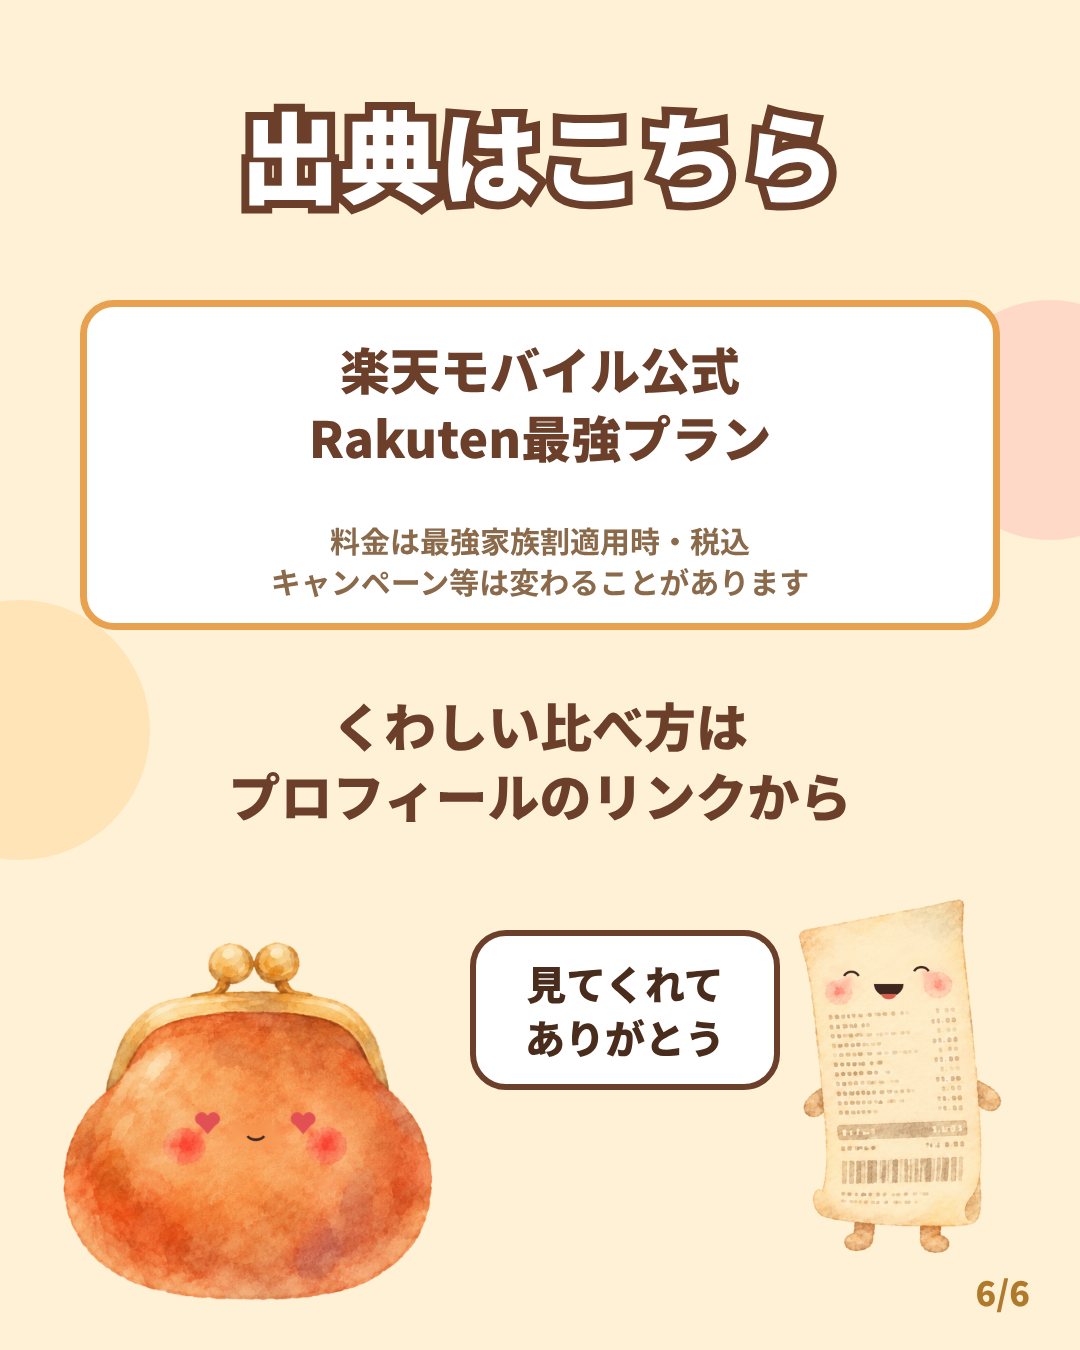 出典はこちら
楽天モバイル公式
Rakuten最強プラン
料金は最強家族割適用時・税込
キャンペーン等は変わることがあります
くわしい比べ方は
プロフィールのリンクから
見てくれて
ありがとう
6/6